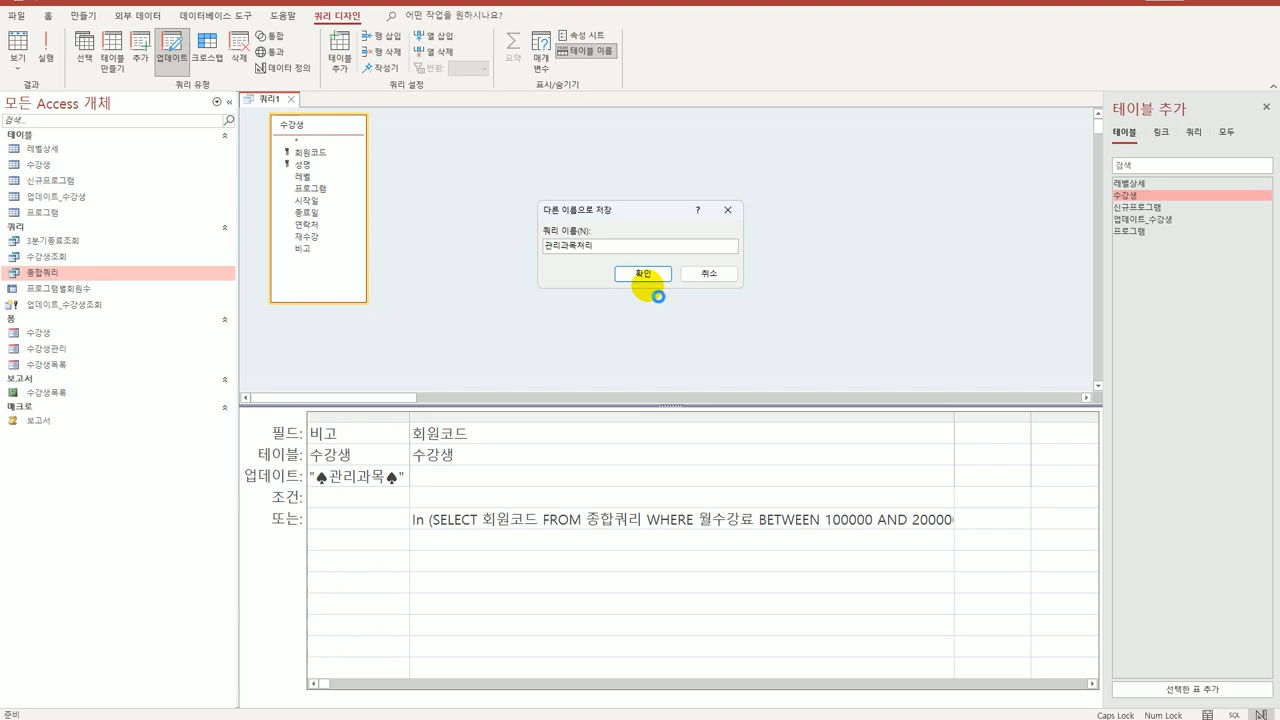 파일 홈 만들기 외부 데이터 데이터베이스 도구 도움말 쿼리 디자인 어떤 작업을 원하시나요?
보기 실행 선택 테이블 만들기 추가 업데이트 크로스탭 삭제
통합
통과
데이터 정의
테이블 추가
행 삽입
행 삭제
작성기
열 삽입
열 삭제
반환:
요약
매개 변수
속성 시트
테이블 이름
결과 쿼리 유형 쿼리 설정 표시/숨기기
모든 Access 개체
검색...
테이블
레벨상세
수강생
신규프로그램
업데이트_수강생
프로그램
쿼리
3분기종료조회
수강생조회
종합쿼리
프로그램별회원수
업데이트_수강생조회
폼
수강생
수강생관리
수강생목록
보고서
수강생목록
매크로
보고서
쿼리1
수강생
*
회원코드
성명
레벨
프로그램
시작일
종료일
연락처
재수강
비고
다른 이름으로 저장 ?
쿼리 이름(N):
관리과목처리
확인 취소
필드: 비고 회원코드
테이블: 수강생 수강생
업데이트: "♠관리과목♠"
조건:
또는: In (SELECT 회원코드 FROM 종합쿼리 WHERE 월수강료 BETWEEN 100000 AND 200000
테이블 추가
테이블 링크 쿼리 모두
검색
레벨상세
수강생
신규프로그램
업데이트_수강생
프로그램
선택한 표 추가
준비 Caps Lock Num Lock SQL